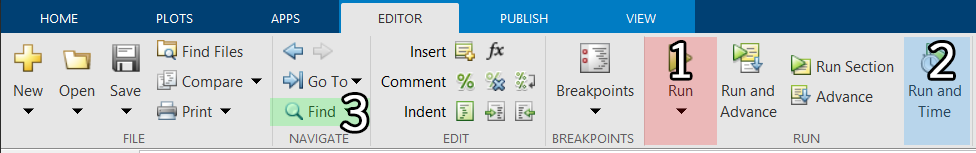 HOME PLOTS APPS EDITOR PUBLISH VIEW
New
Open
Save
Find Files
Compare
Print
FILE
Go To
Find
3
NAVIGATE
Insert fx
Comment % % %
Indent
EDIT
Breakpoints
BREAKPOINTS
1
Run
Run and
Advance
Run Section
Advance
2
Run and
Time
RUN